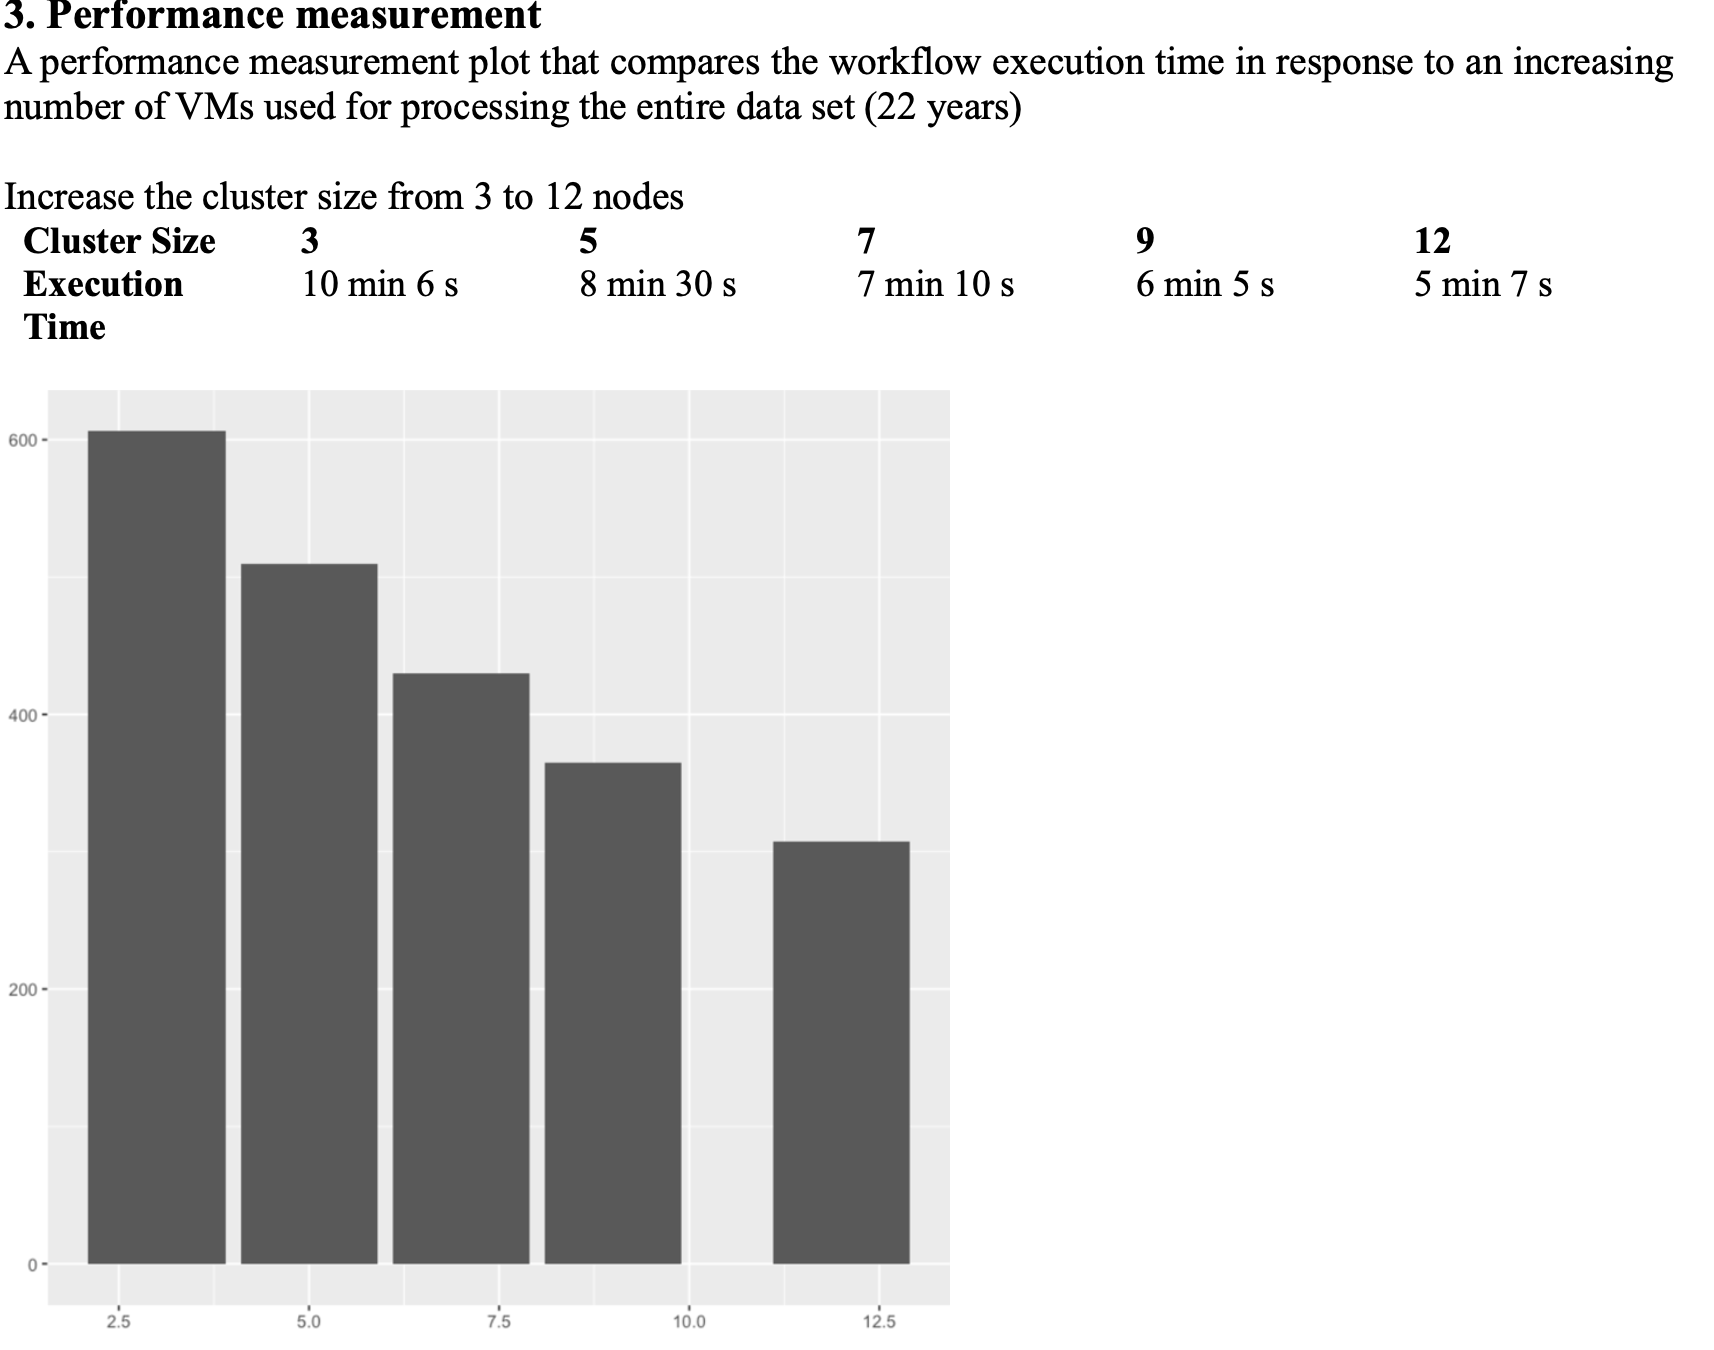 3. Performance measurement
A performance measurement plot that compares the workflow execution time in response to an increasing
number of VMs used for processing the entire data set (22 years)
Increase the cluster size from 3 to 12 nodes
Cluster Size 3 5 7 9 12
Execution 10 min 6 s 8 min 30 s 7 min 10 s 6 min 5 s 5 min 7 s
Time
600
400
200
0
2.5 5.0 7.5 10.0 12.5